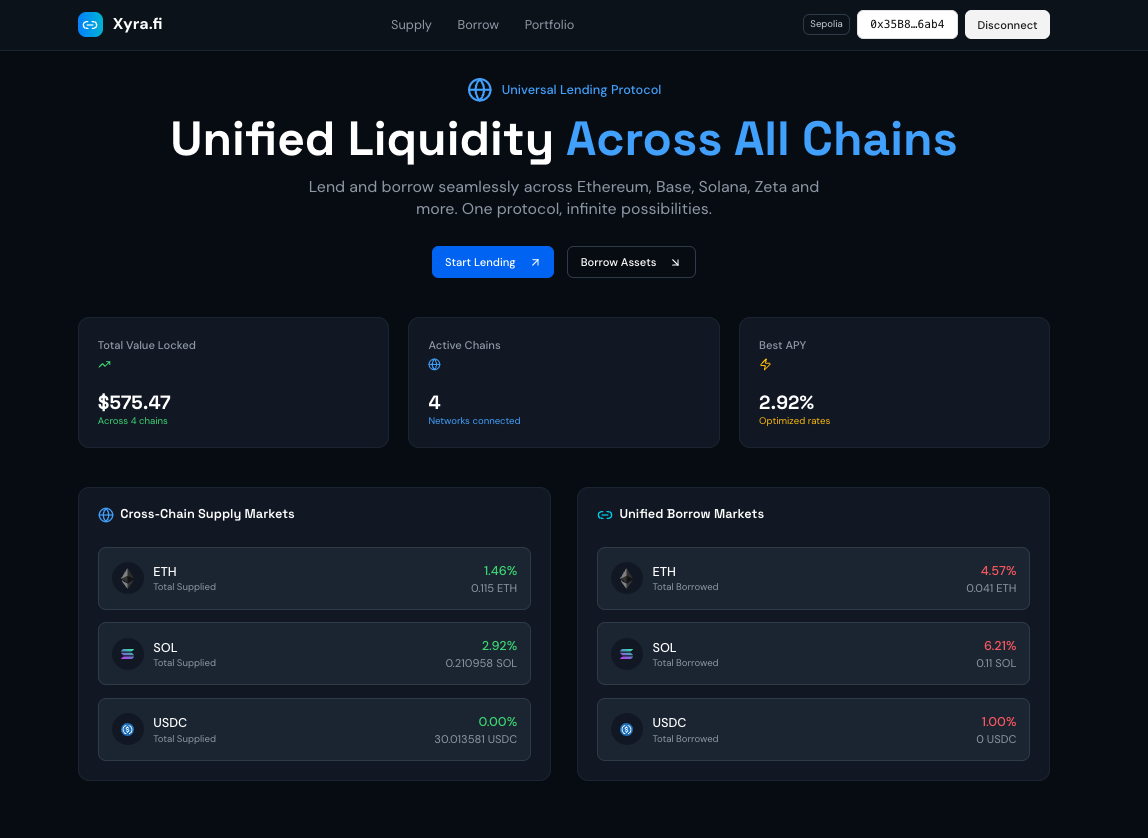 Xyra.fi
Supply
Borrow
Portfolio
Sepolia
0x35B8…6ab4
Disconnect
Universal Lending Protocol
Unified Liquidity Across All Chains
Lend and borrow seamlessly across Ethereum, Base, Solana, Zeta and
more. One protocol, infinite possibilities.
Start Lending
Borrow Assets
Total Value Locked
$575.47
Across 4 chains
Active Chains
4
Networks connected
Best APY
2.92%
Optimized rates
Cross-Chain Supply Markets
ETH
Total Supplied
1.46%
0.115 ETH
SOL
Total Supplied
2.92%
0.210958 SOL
USDC
Total Supplied
0.00%
30.013581 USDC
Unified Borrow Markets
ETH
Total Borrowed
4.57%
0.041 ETH
SOL
Total Borrowed
6.21%
0.11 SOL
USDC
Total Borrowed
1.00%
0 USDC